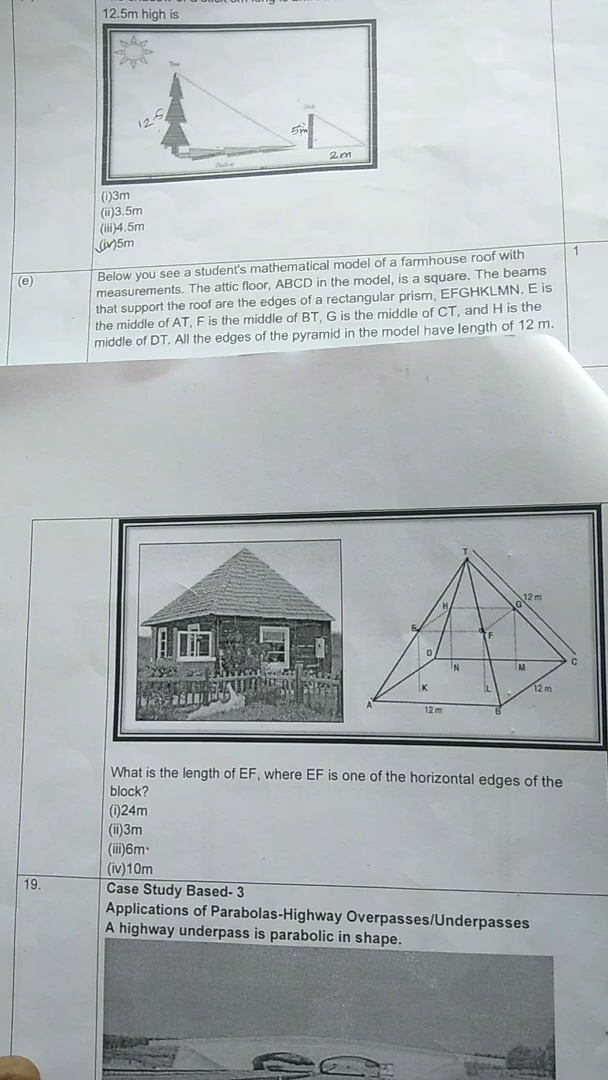 12.5m high is
12.5
5m
2m
(i)3m
(ii)3.5m
(iii)4.5m
(iv)5m
(e)
Below you see a student's mathematical model of a farmhouse roof with
1
measurements. The attic floor, ABCD in the model, is a square. The beams
that support the roof are the edges of a rectangular prism, EFGHKLMN. E is
the middle of AT, F is the middle of BT, G is the middle of CT, and H is the
middle of DT. All the edges of the pyramid in the model have length of 12 m.
T
12 m
H
G
E
F
D
N
M
C
K
L
12 m
A
12 m
B
What is the length of EF, where EF is one of the horizontal edges of the
block?
(i)24m
(ii)3m
(iii)6m
(iv)10m
19.
Case Study Based- 3
Applications of Parabolas-Highway Overpasses/Underpasses
A highway underpass is parabolic in shape.